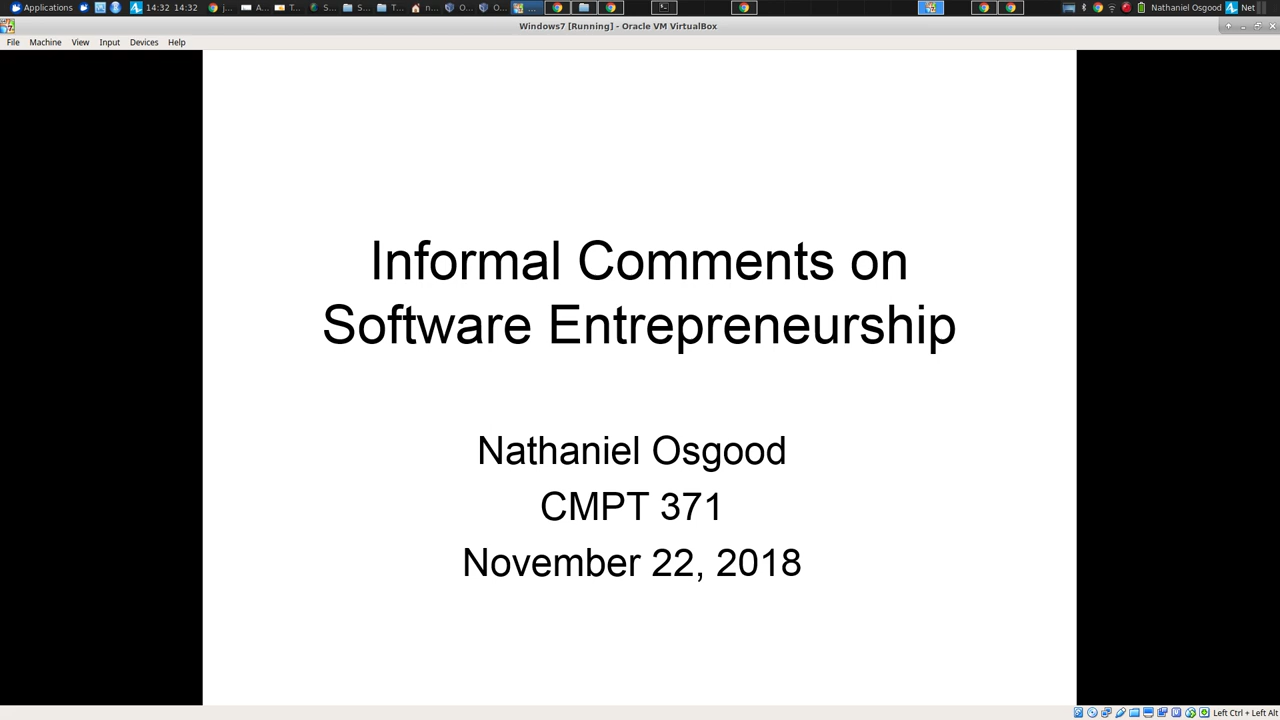 Applications
14:32 14:32
j...
A...
T...
S...
S...
T...
n...
O...
O...
...
Nathaniel Osgood
Net
Windows7 [Running] - Oracle VM VirtualBox
File Machine View Input Devices Help
Informal Comments on
Software Entrepreneurship
Nathaniel Osgood
CMPT 371
November 22, 2018
Left Ctrl + Left Alt